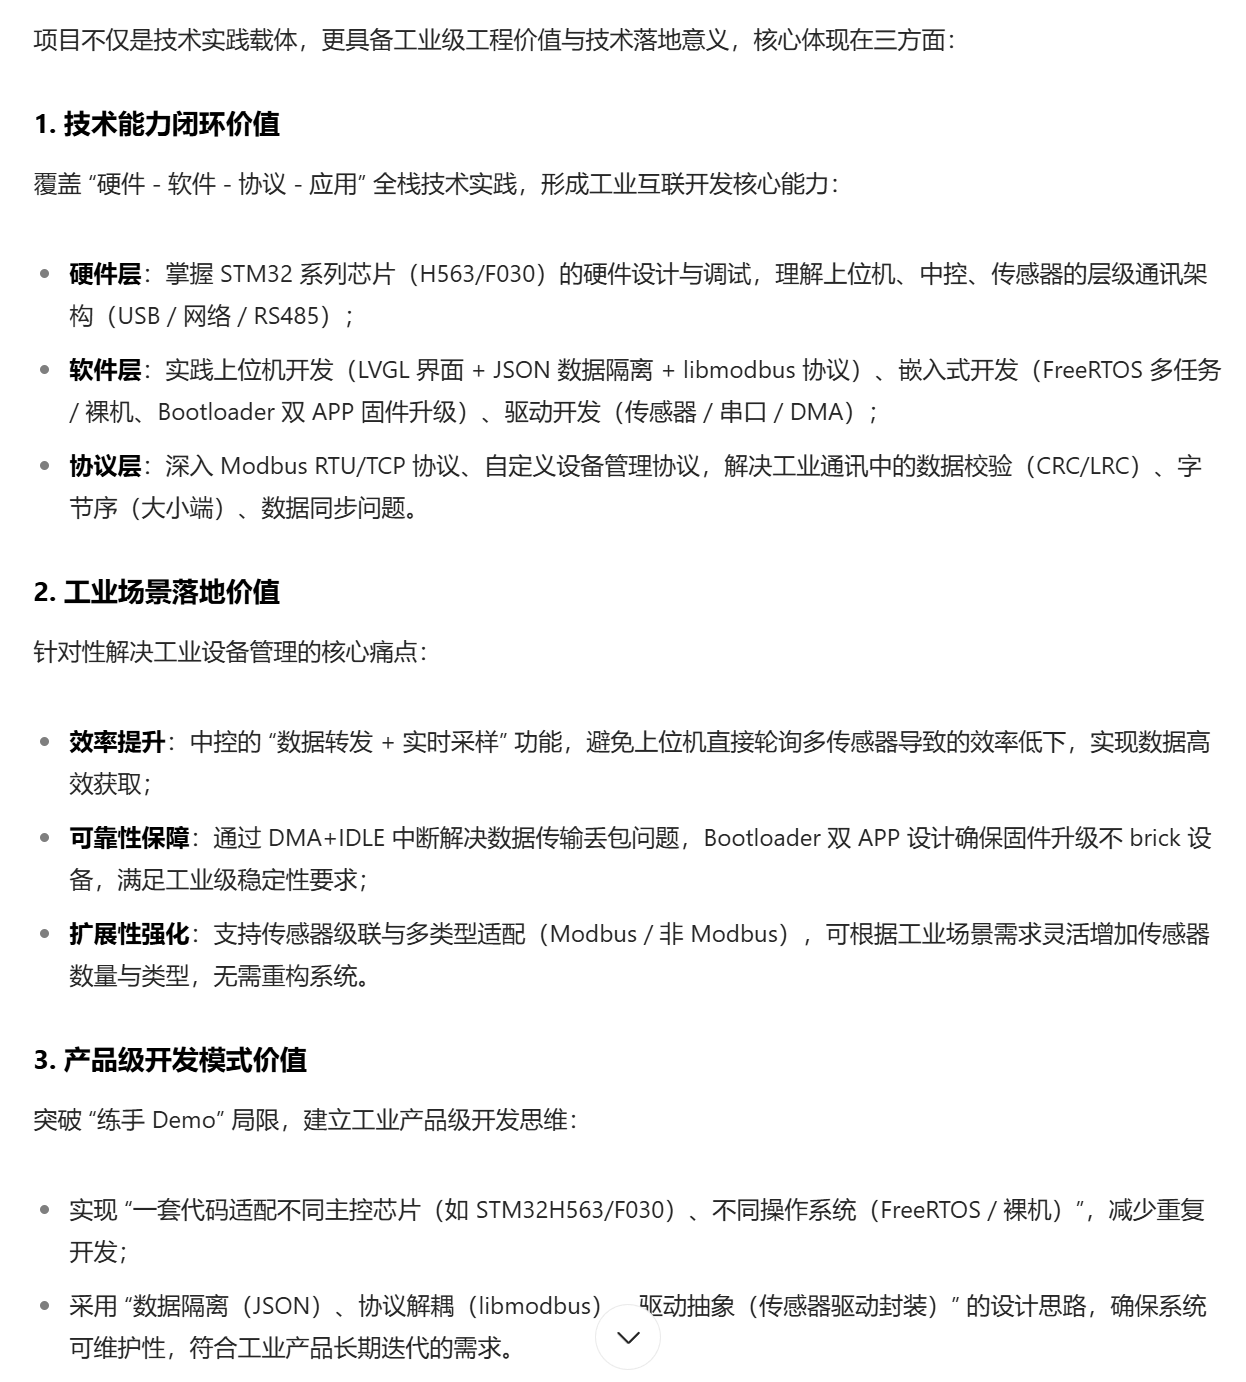 项目不仅是技术实践载体，更具备工业级工程价值与技术落地意义，核心体现在三方面：
1. 技术能力闭环价值
覆盖 “硬件 - 软件 - 协议 - 应用” 全栈技术实践，形成工业互联开发核心能力：
硬件层：掌握 STM32 系列芯片（H563/F030）的硬件设计与调试，理解上位机、中控、传感器的层级通讯架
构（USB / 网络 / RS485）；
软件层：实践上位机开发（LVGL 界面 + JSON 数据隔离 + libmodbus 协议）、嵌入式开发（FreeRTOS 多任务
/ 裸机、Bootloader 双 APP 固件升级）、驱动开发（传感器 / 串口 / DMA）；
协议层：深入 Modbus RTU/TCP 协议、自定义设备管理协议，解决工业通讯中的数据校验（CRC/LRC）、字
节序（大小端）、数据同步问题。
2. 工业场景落地价值
针对性解决工业设备管理的核心痛点：
效率提升：中控的 “数据转发 + 实时采样” 功能，避免上位机直接轮询多传感器导致的效率低下，实现数据高
效获取；
可靠性保障：通过 DMA+IDLE 中断解决数据传输丢包问题，Bootloader 双 APP 设计确保固件升级不 brick 设
备，满足工业级稳定性要求；
扩展性强化：支持传感器级联与多类型适配（Modbus / 非 Modbus），可根据工业场景需求灵活增加传感器
数量与类型，无需重构系统。
3. 产品级开发模式价值
突破 “练手 Demo” 局限，建立工业产品级开发思维：
实现 “一套代码适配不同主控芯片（如 STM32H563/F030）、不同操作系统（FreeRTOS / 裸机）”，减少重复
开发；
采用 “数据隔离（JSON）、协议解耦（libmodbus） 驱动抽象（传感器驱动封装）” 的设计思路，确保系统
可维护性，符合工业产品长期迭代的需求。